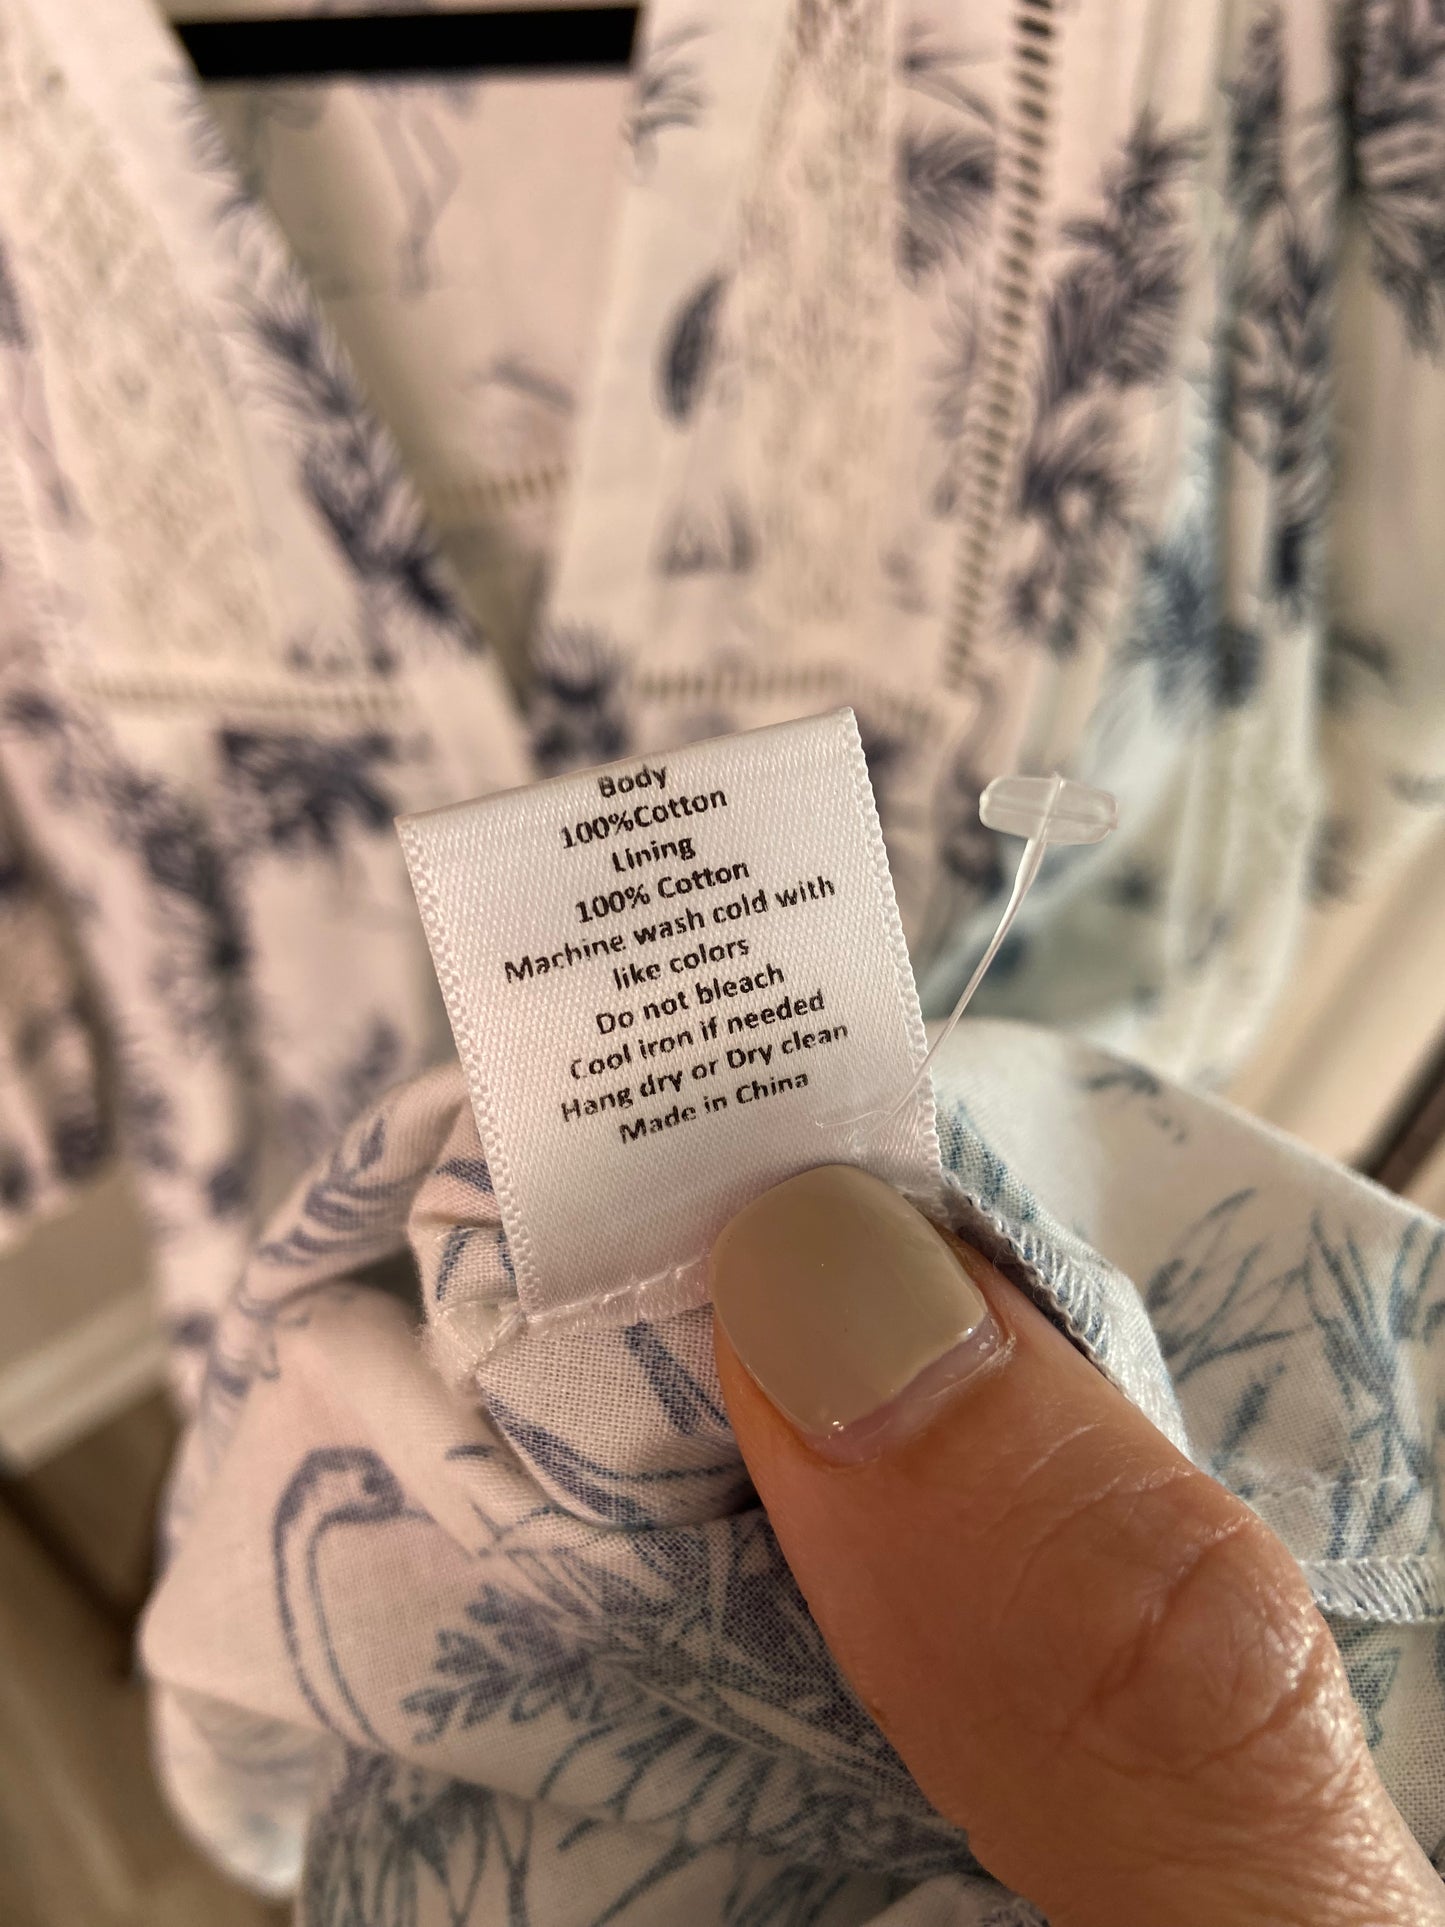 Body
100%Cotton
Lining
100% Cotton
Machine wash cold with
like colors
Do not bleach
Cool iron if needed
Hang dry or Dry clean
Made in China